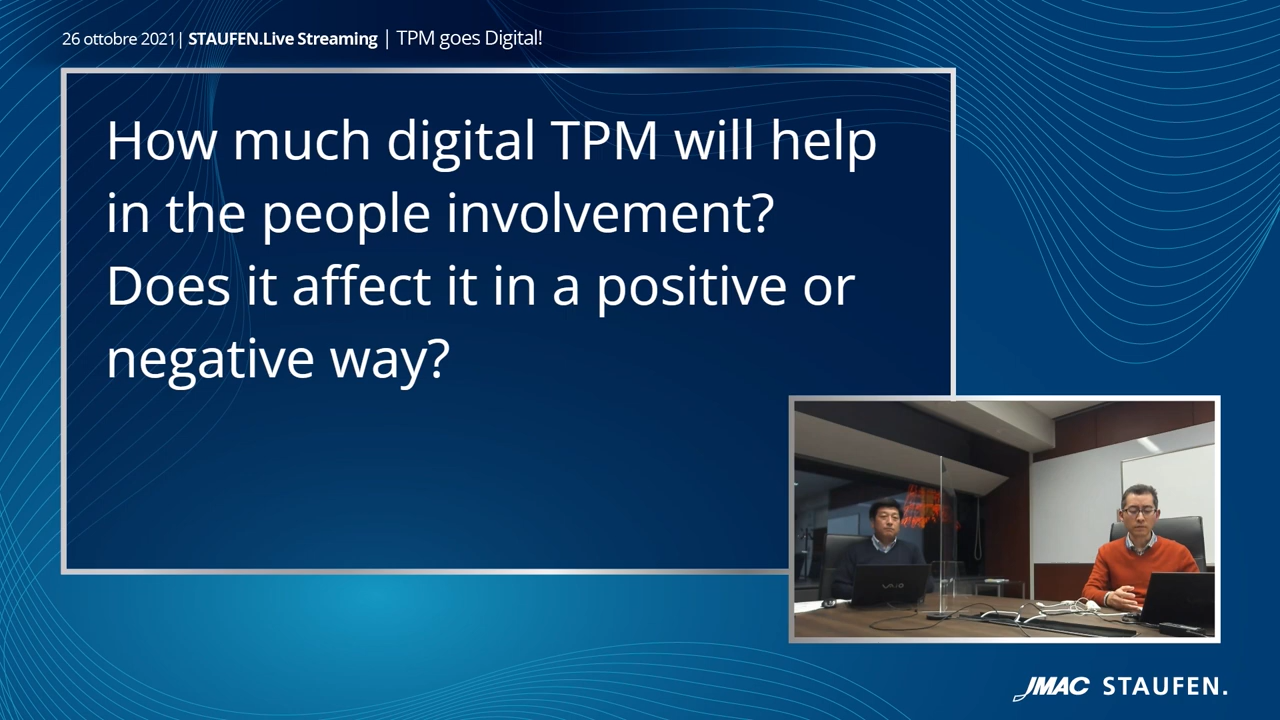 26 ottobre 2021| STAUFEN.Live Streaming | TPM goes Digital!
How much digital TPM will help
in the people involvement?
Does it affect it in a positive or
negative way?
VAIO
JMAC STAUFEN.